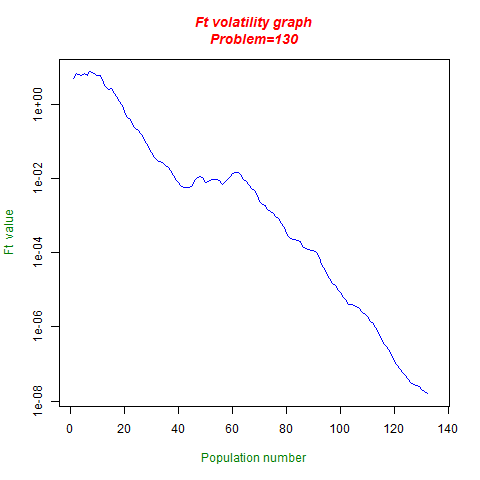 Ft volatility graph
Problem=130
Ft value
1e+00
1e-02
1e-04
1e-06
1e-08
0 20 40 60 80 100 120 140
Population number